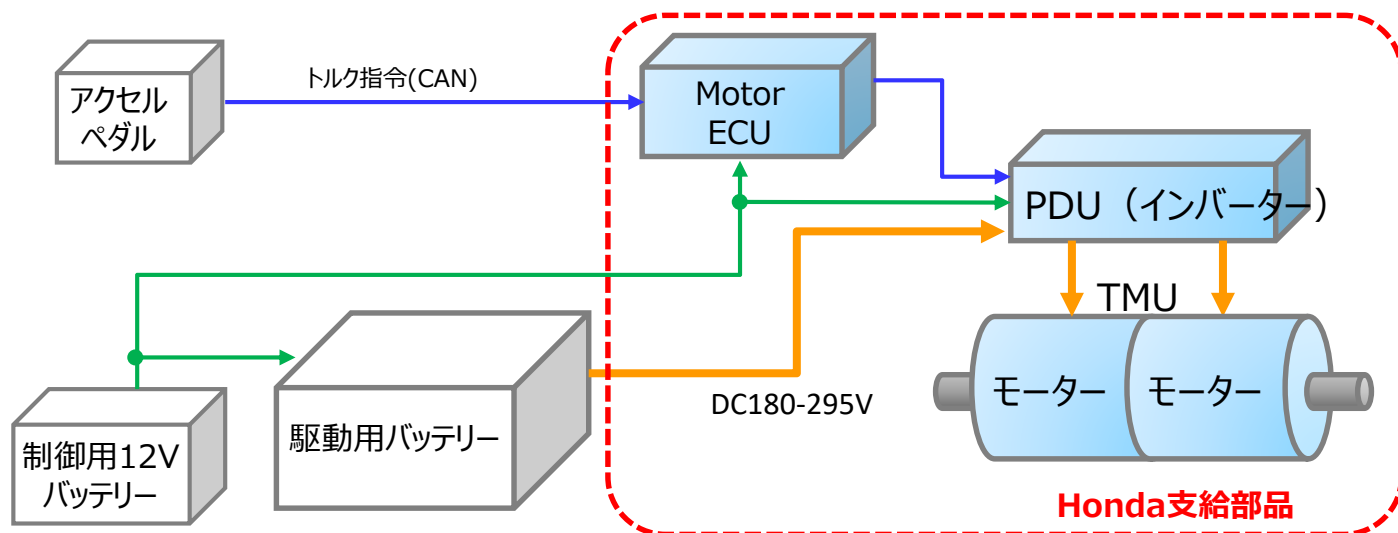 トルク指令(CAN)
アクセル
ペダル
Motor
ECU
PDU（インバーター）
TMU
モーター
モーター
DC180-295V
駆動用バッテリー
制御用12V
バッテリー
Honda支給部品